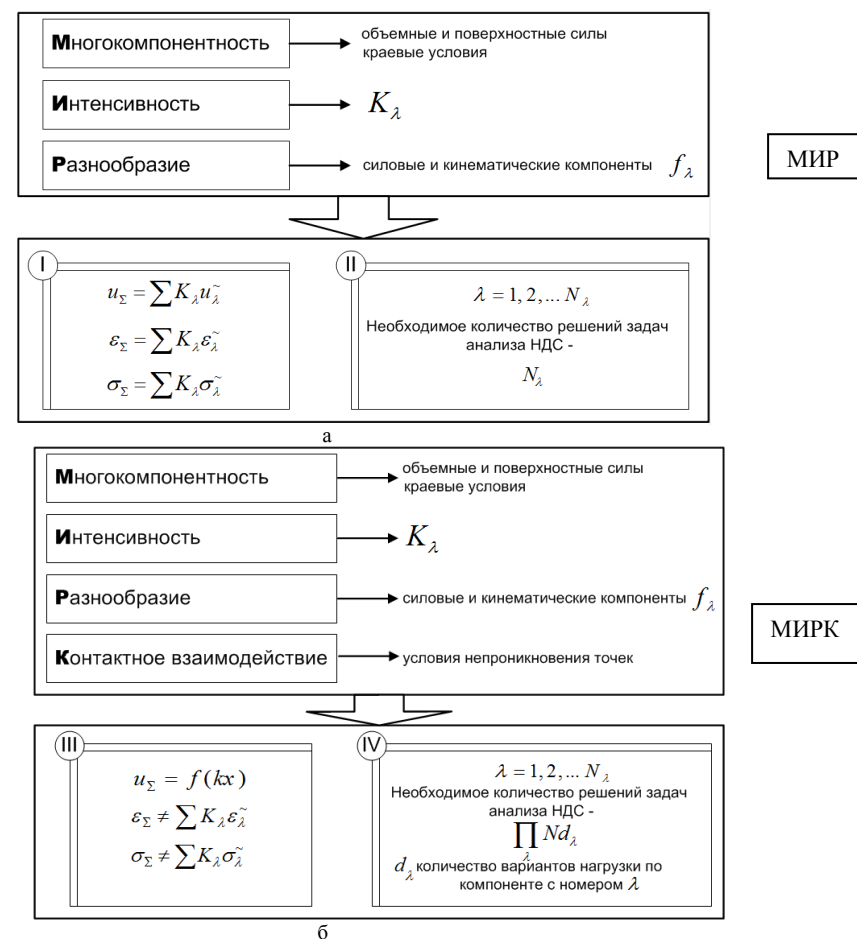 Многокомпонентность
объемные и поверхностные силы
краевые условия
Интенсивность
K_λ
Разнообразие
силовые и кинематические компоненты f_λ
МИР
I
u_Σ = ∑ K_λ u_λ^~
ε_Σ = ∑ K_λ ε_λ^~
σ_Σ = ∑ K_λ σ_λ^~
II
λ = 1, 2, ... N_λ
Необходимое количество решений задач
анализа НДС -
N_λ
а
Многокомпонентность
объемные и поверхностные силы
краевые условия
Интенсивность
K_λ
Разнообразие
силовые и кинематические компоненты f_λ
Контактное взаимодействие
условия непроникновения точек
МИРК
III
u_Σ = f(kx)
ε_Σ ≠ ∑ K_λ ε_λ^~
σ_Σ ≠ ∑ K_λ σ_λ^~
IV
λ = 1, 2, ... N_λ
Необходимое количество решений задач
анализа НДС -
∏_λ Nd_λ
d_λ количество вариантов нагрузки по
компоненте с номером λ
б